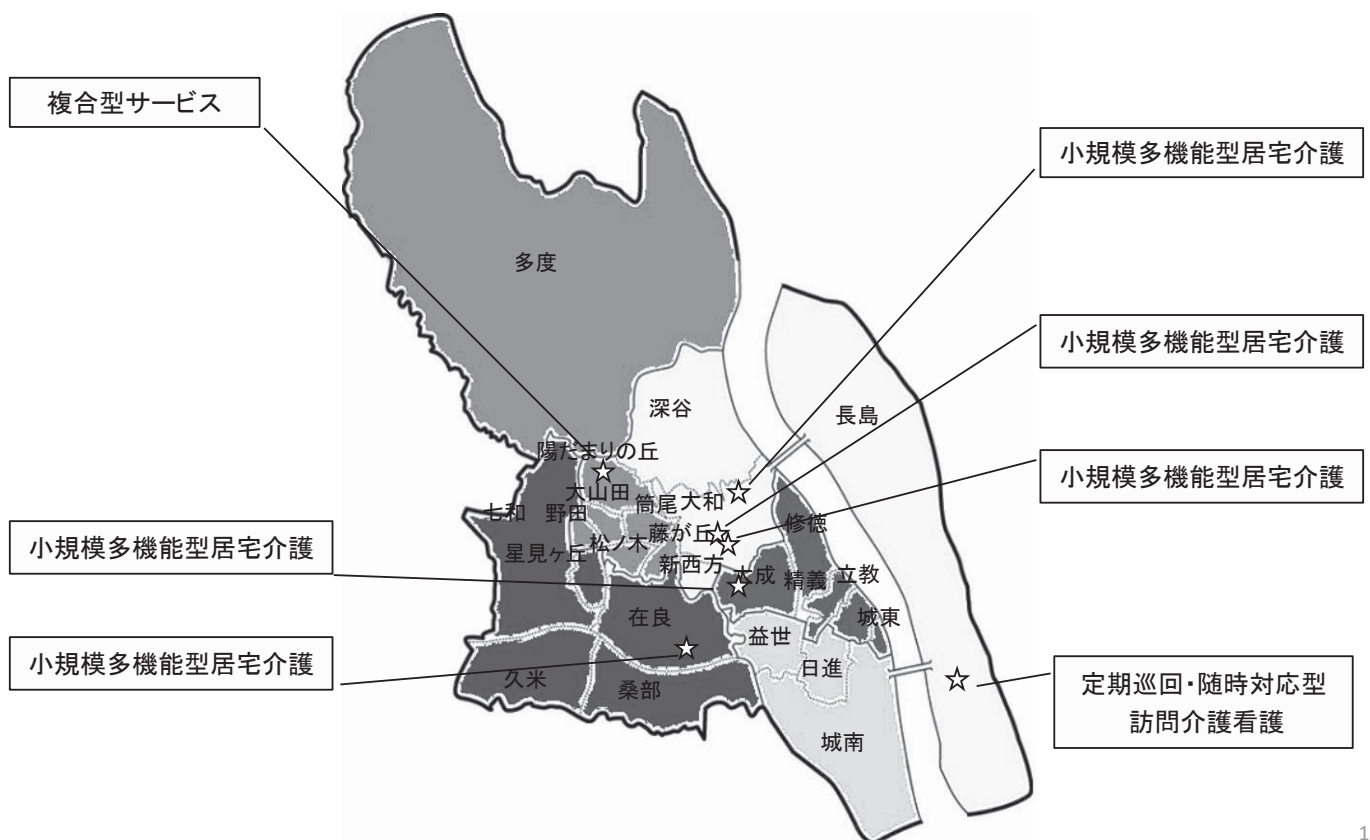 複合型サービス
小規模多機能型居宅介護
多度
小規模多機能型居宅介護
深谷
長島
陽だまりの丘
大山田
筒尾
大和
小規模多機能型居宅介護
七和
野田
藤が丘
修徳
小規模多機能型居宅介護
星見ヶ丘
松ノ木
新西方
大成
精義
立教
在良
城東
益世
小規模多機能型居宅介護
日進
久米
桑部
定期巡回・随時対応型
訪問介護看護
城南
1